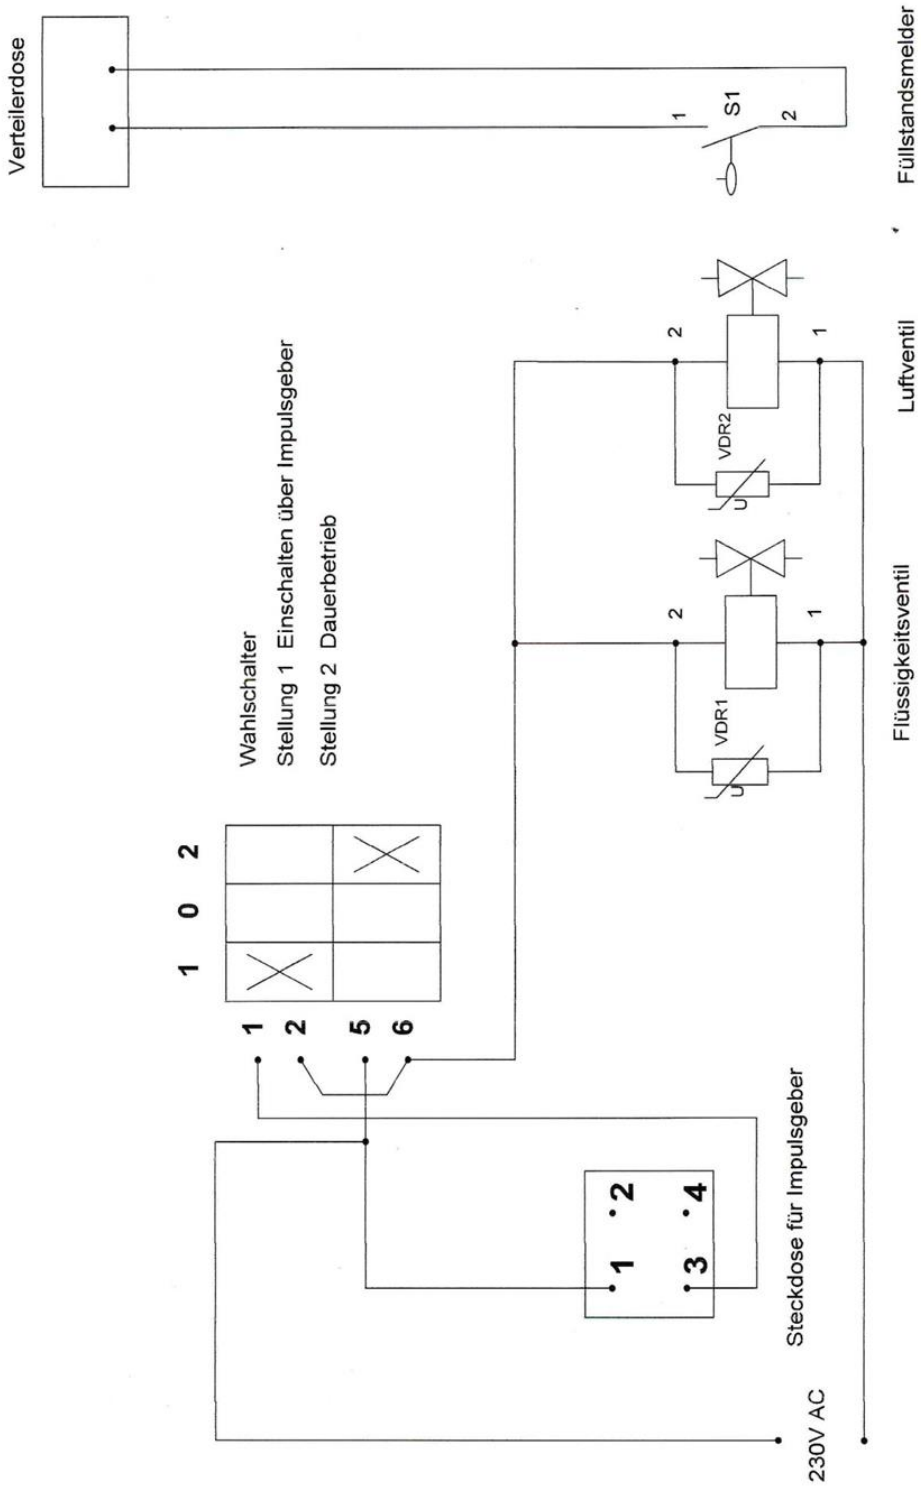 Verteilerdose
1
S1
2
Füllstandsmelder
Wahlschalter
Stellung 1 Einschalten über Impulsgeber
Stellung 2 Dauerbetrieb
1 0 2
1
2
5
6
2
VDR2
U
1
Luftventil
2
VDR1
U
1
Flüssigkeitsventil
1 2
3 4
Steckdose für Impulsgeber
230V AC